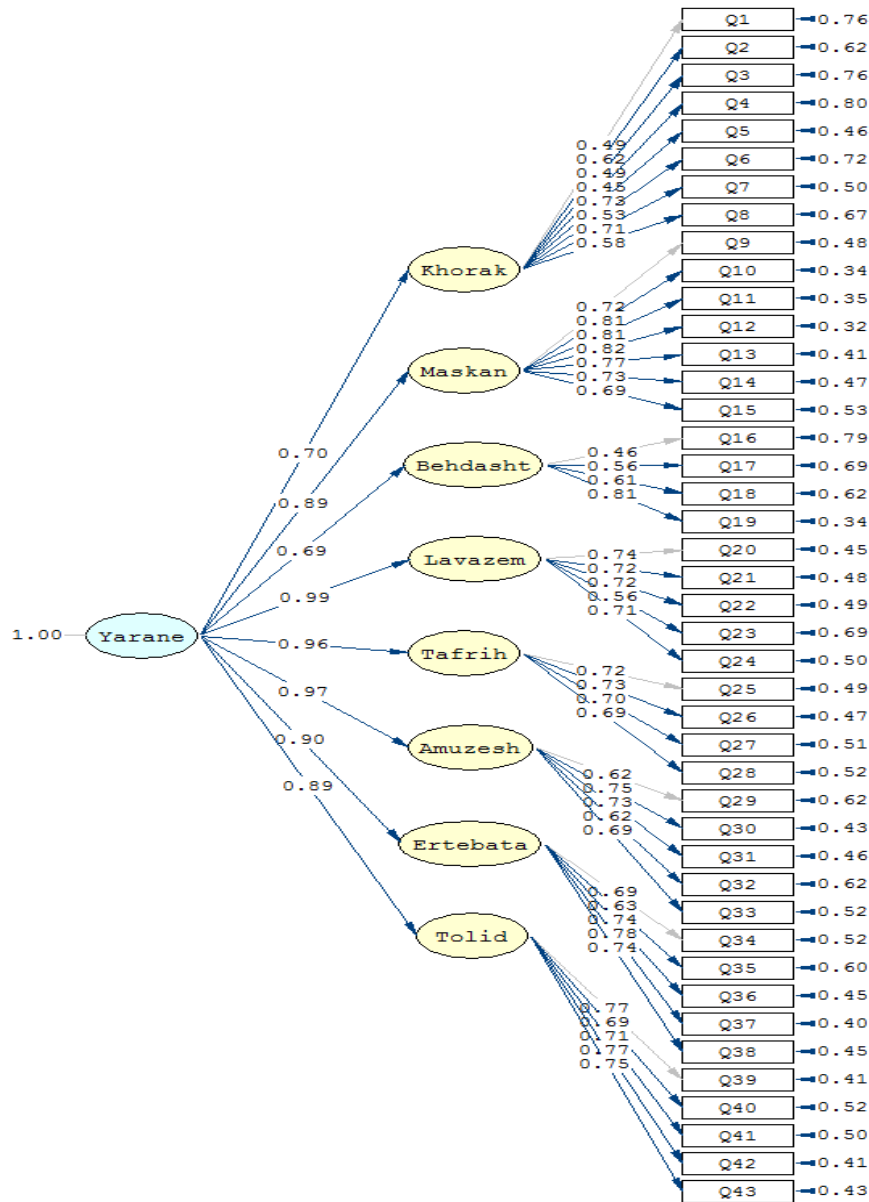 Q1 0.76
Q2 0.62
Q3 0.76
Q4 0.80
Q5 0.46
Q6 0.72
Q7 0.50
Q8 0.67
Q9 0.48
Q10 0.34
Q11 0.35
Q12 0.32
Q13 0.41
Q14 0.47
Q15 0.53
Q16 0.79
Q17 0.69
Q18 0.62
Q19 0.34
Q20 0.45
Q21 0.48
Q22 0.49
Q23 0.69
Q24 0.50
Q25 0.49
Q26 0.47
Q27 0.51
Q28 0.52
Q29 0.62
Q30 0.43
Q31 0.46
Q32 0.62
Q33 0.52
Q34 0.52
Q35 0.60
Q36 0.45
Q37 0.40
Q38 0.45
Q39 0.41
Q40 0.52
Q41 0.50
Q42 0.41
Q43 0.43
0.49
0.62
0.49
0.45
0.73
0.53
0.71
0.58
Khorak
0.72
0.81
0.81
0.82
0.77
0.73
0.69
Maskan
0.46
0.56
0.61
0.81
Behdasht
0.74
0.72
0.72
0.56
0.71
Lavazem
0.72
0.73
0.70
0.69
Tafrih
0.62
0.75
0.73
0.62
0.69
Amuzesh
0.69
0.63
0.74
0.78
0.74
Ertebata
0.77
0.69
0.71
0.77
0.75
Tolid
0.70
0.89
0.69
0.99
0.96
0.97
0.90
0.89
1.00 Yarane